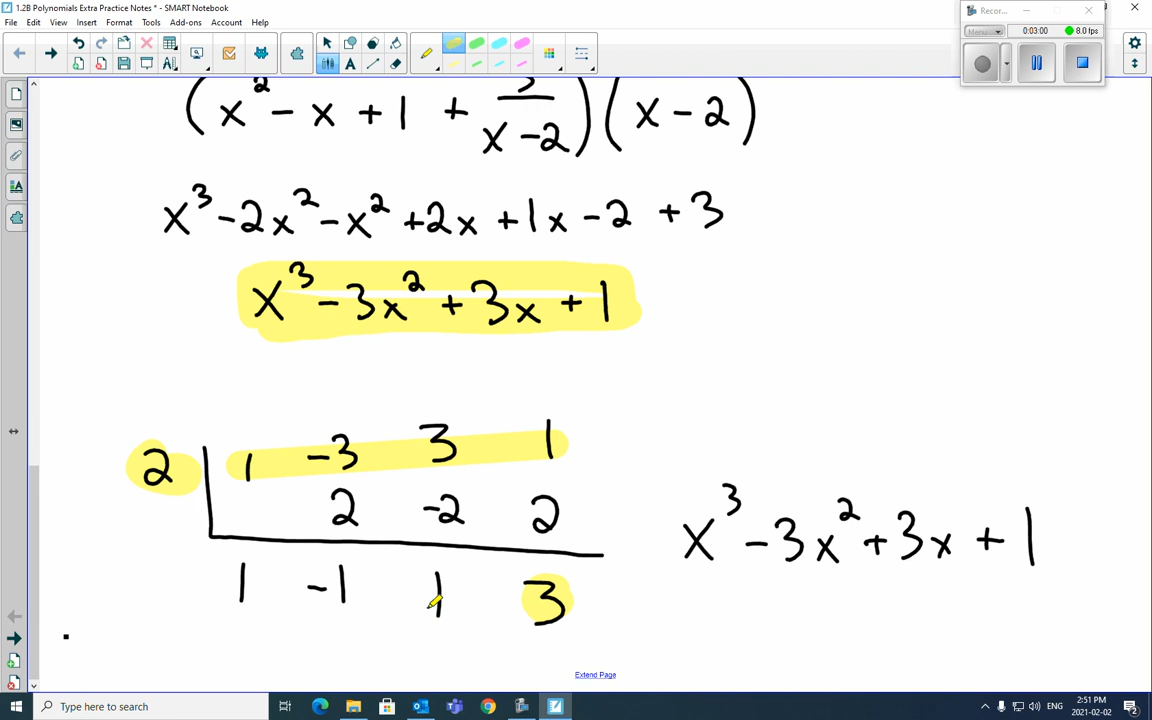 1.2B Polynomials Extra Practice Notes * - SMART Notebook
Recor...
File Edit View Insert Format Tools Add-ons Account Help
Menu
0:03:00
8.0 fps
(x² - x + 1 + 3/(x - 2))(x - 2)
x³ - 2x² - x² + 2x + 1x - 2 + 3
x³ - 3x² + 3x + 1
2 | 1 -3 3 1
2 -2 2
1 -1 1 3
x³ - 3x² + 3x + 1
Extend Page
Type here to search
ENG
2:51 PM
2021-02-02
2